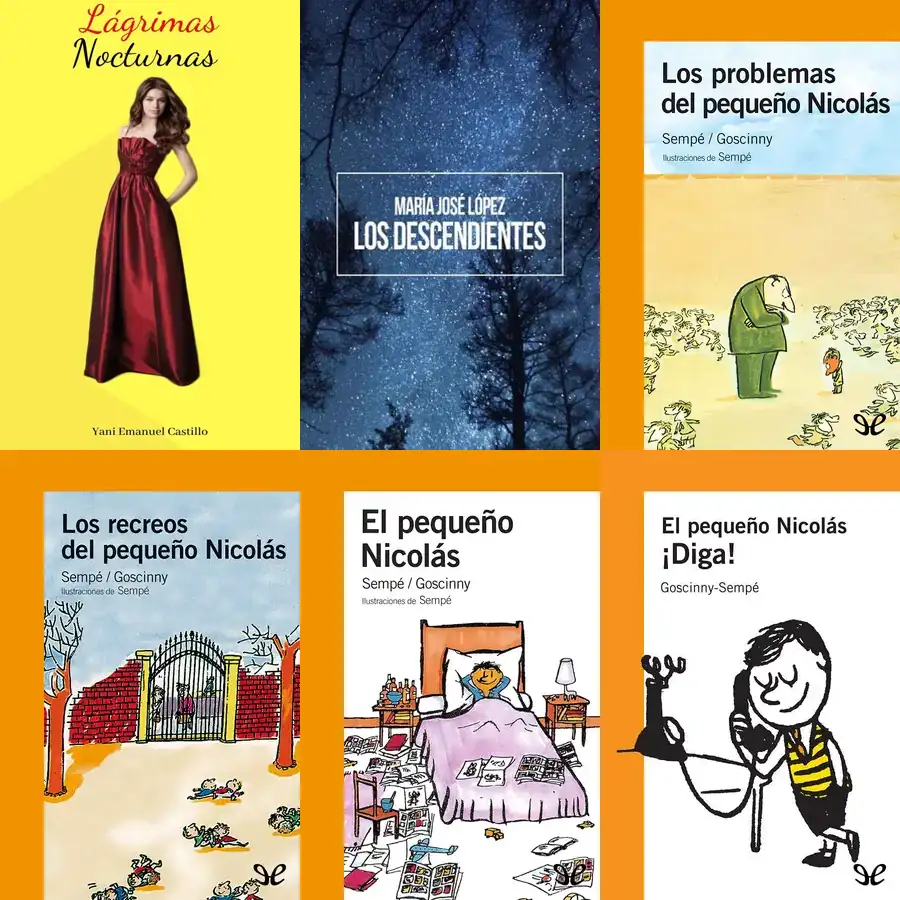 Lágrimas
Nocturnas
Yani Emanuel Castillo
MARÍA JOSÉ LÓPEZ
LOS DESCENDIENTES
Los problemas
del pequeño Nicolás
Sempé / Goscinny
Ilustraciones de Sempé
Los recreos
del pequeño Nicolás
Sempé / Goscinny
Ilustraciones de Sempé
El pequeño
Nicolás
Sempé / Goscinny
Ilustraciones de Sempé
El pequeño Nicolás
¡Diga!
Goscinny-Sempé